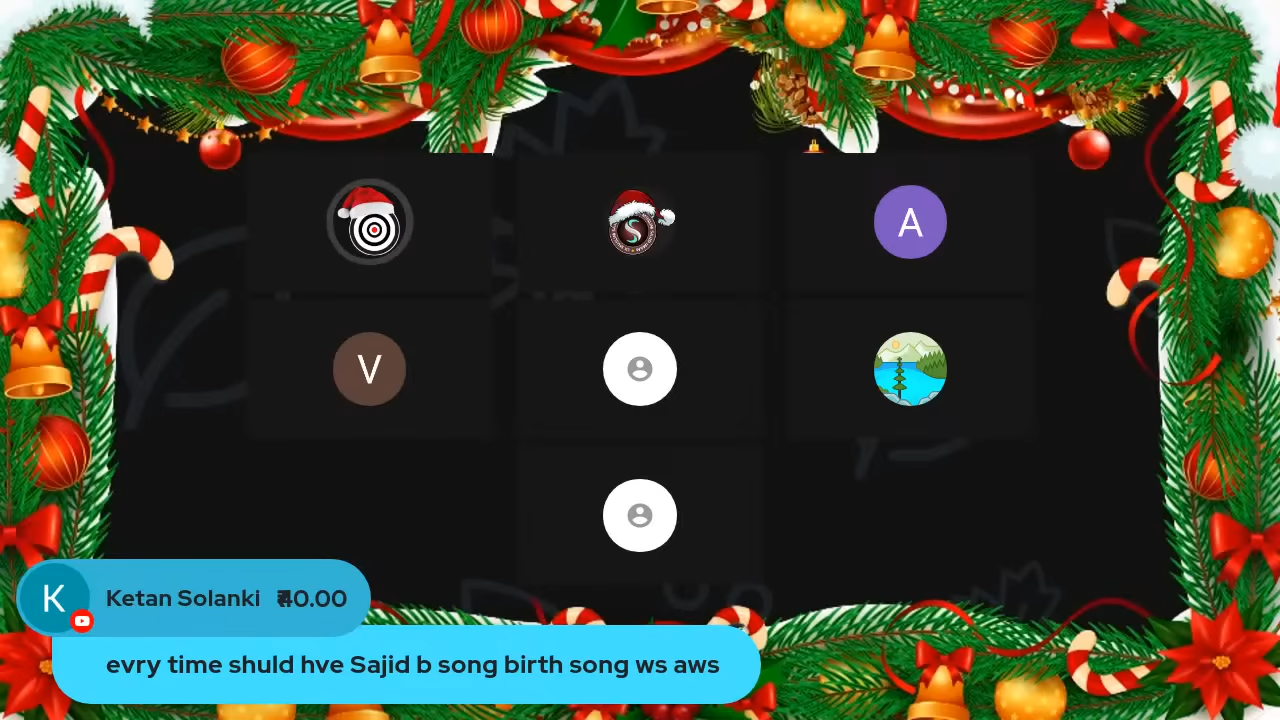 A
V
K
Ketan Solanki ₹40.00
evry time shuld hve Sajid b song birth song ws aws